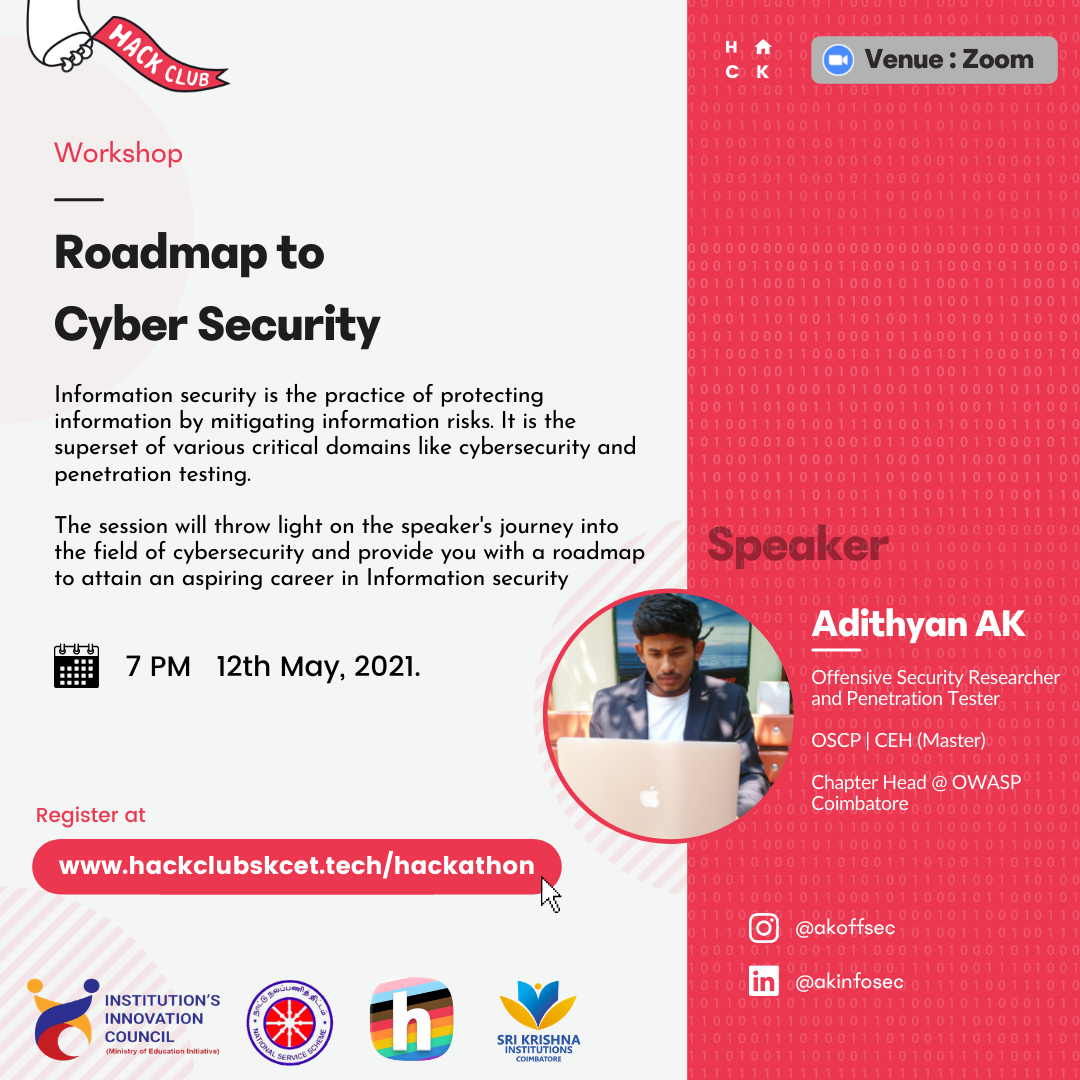 HACK CLUB
H
C K
Venue : Zoom
Workshop
Roadmap to
Cyber Security
Information security is the practice of protecting
information by mitigating information risks. It is the
superset of various critical domains like cybersecurity and
penetration testing.
The session will throw light on the speaker's journey into
the field of cybersecurity and provide you with a roadmap
to attain an aspiring career in Information security
7 PM 12th May, 2021.
Speaker
Adithyan AK
Offensive Security Researcher
and Penetration Tester
OSCP | CEH (Master)
Chapter Head @ OWASP
Coimbatore
Register at
www.hackclubskcet.tech/hackathon
@akoffsec
@akinfosec
INSTITUTION'S
INNOVATION
COUNCIL
(Ministry of Education Initiative)
நாட்டு நலப்பணித் திட்டம்
NATIONAL SERVICE SCHEME
h
SRI KRISHNA
INSTITUTIONS
COIMBATORE